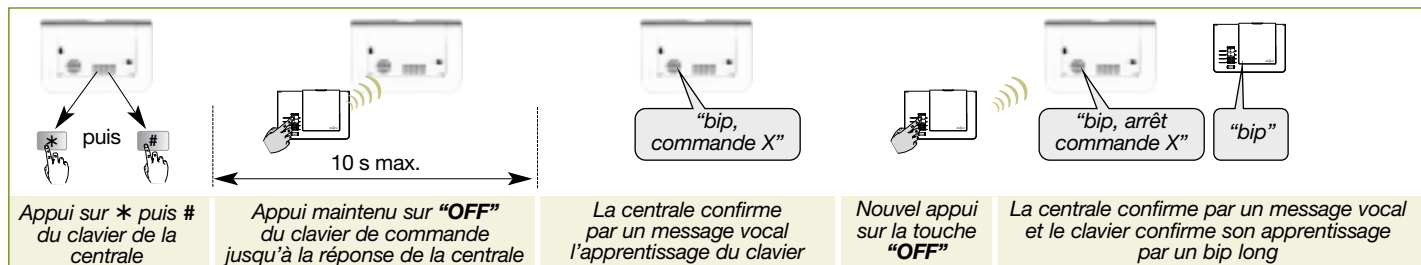 *
puis
#
10 s max.
“bip,
commande X”
“bip, arrêt
commande X”
“bip”
Appui sur * puis #
du clavier de la
centrale
Appui maintenu sur “OFF”
du clavier de commande
jusqu’à la réponse de la centrale
La centrale confirme
par un message vocal
l’apprentissage du clavier
Nouvel appui
sur la touche
“OFF”
La centrale confirme par un message vocal
et le clavier confirme son apprentissage
par un bip long